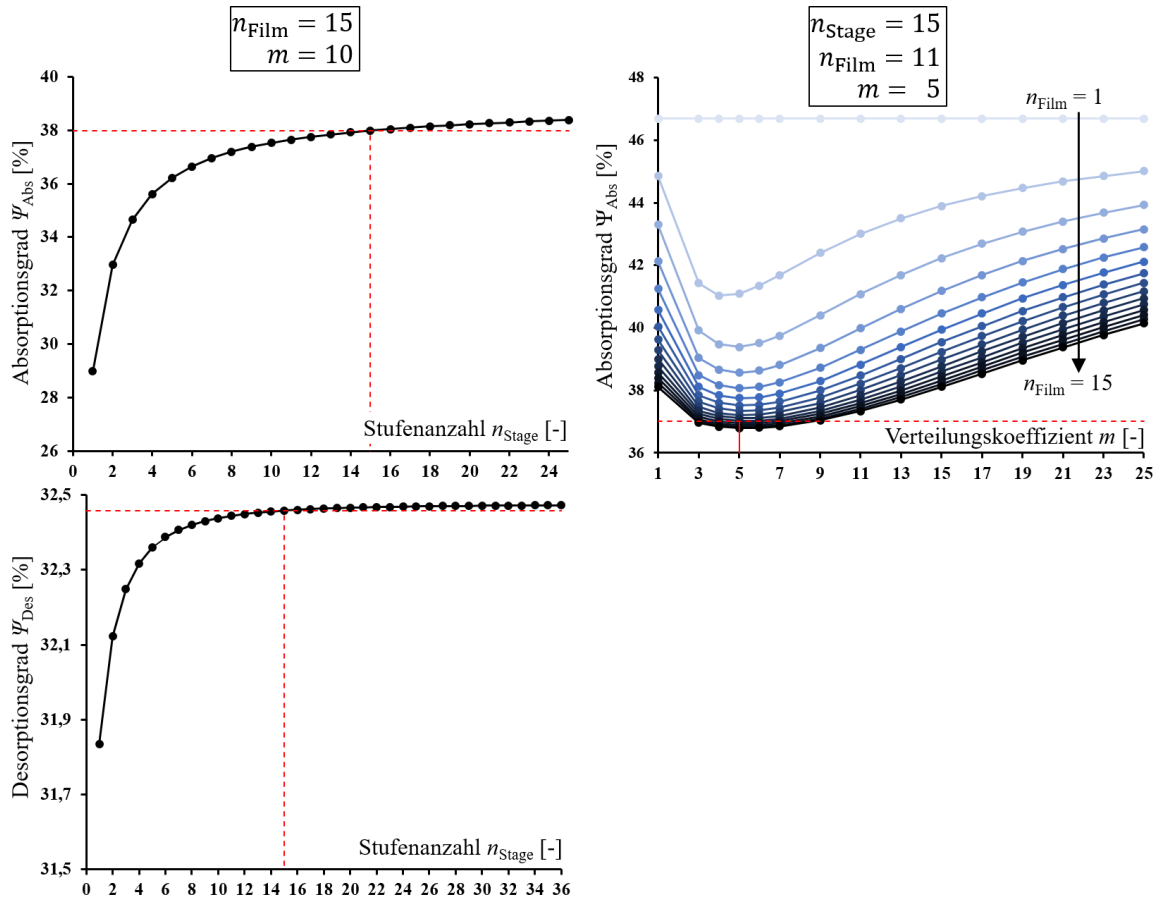 n_Film = 15
m = 10
Absorptionsgrad Ψ_Abs [%]
48
46
44
42
40
38
36
34
32
30
28
26
Stufenanzahl n_Stage [-]
0 2 4 6 8 10 12 14 16 18 20 22 24
n_Stage = 15
n_Film = 11
m = 5
Absorptionsgrad Ψ_Abs [%]
48
46
44
42
40
38
36
n_Film = 1
n_Film = 15
Verteilungskoeffizient m [-]
1 3 5 7 9 11 13 15 17 19 21 23 25
Desorptionsgrad Ψ_Des [%]
32,5
32,3
32,1
31,9
31,7
31,5
Stufenanzahl n_Stage [-]
0 2 4 6 8 10 12 14 16 18 20 22 24 26 28 30 32 34 36